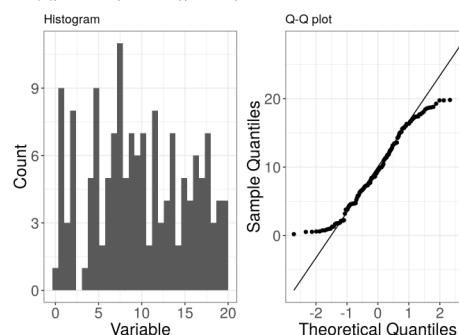 Histogram
Count
9
6
3
0
0
5
10
15
20
Variable
Q-Q plot
Sample Quantiles
20
10
0
-2
-1
0
1
2
Theoretical Quantiles